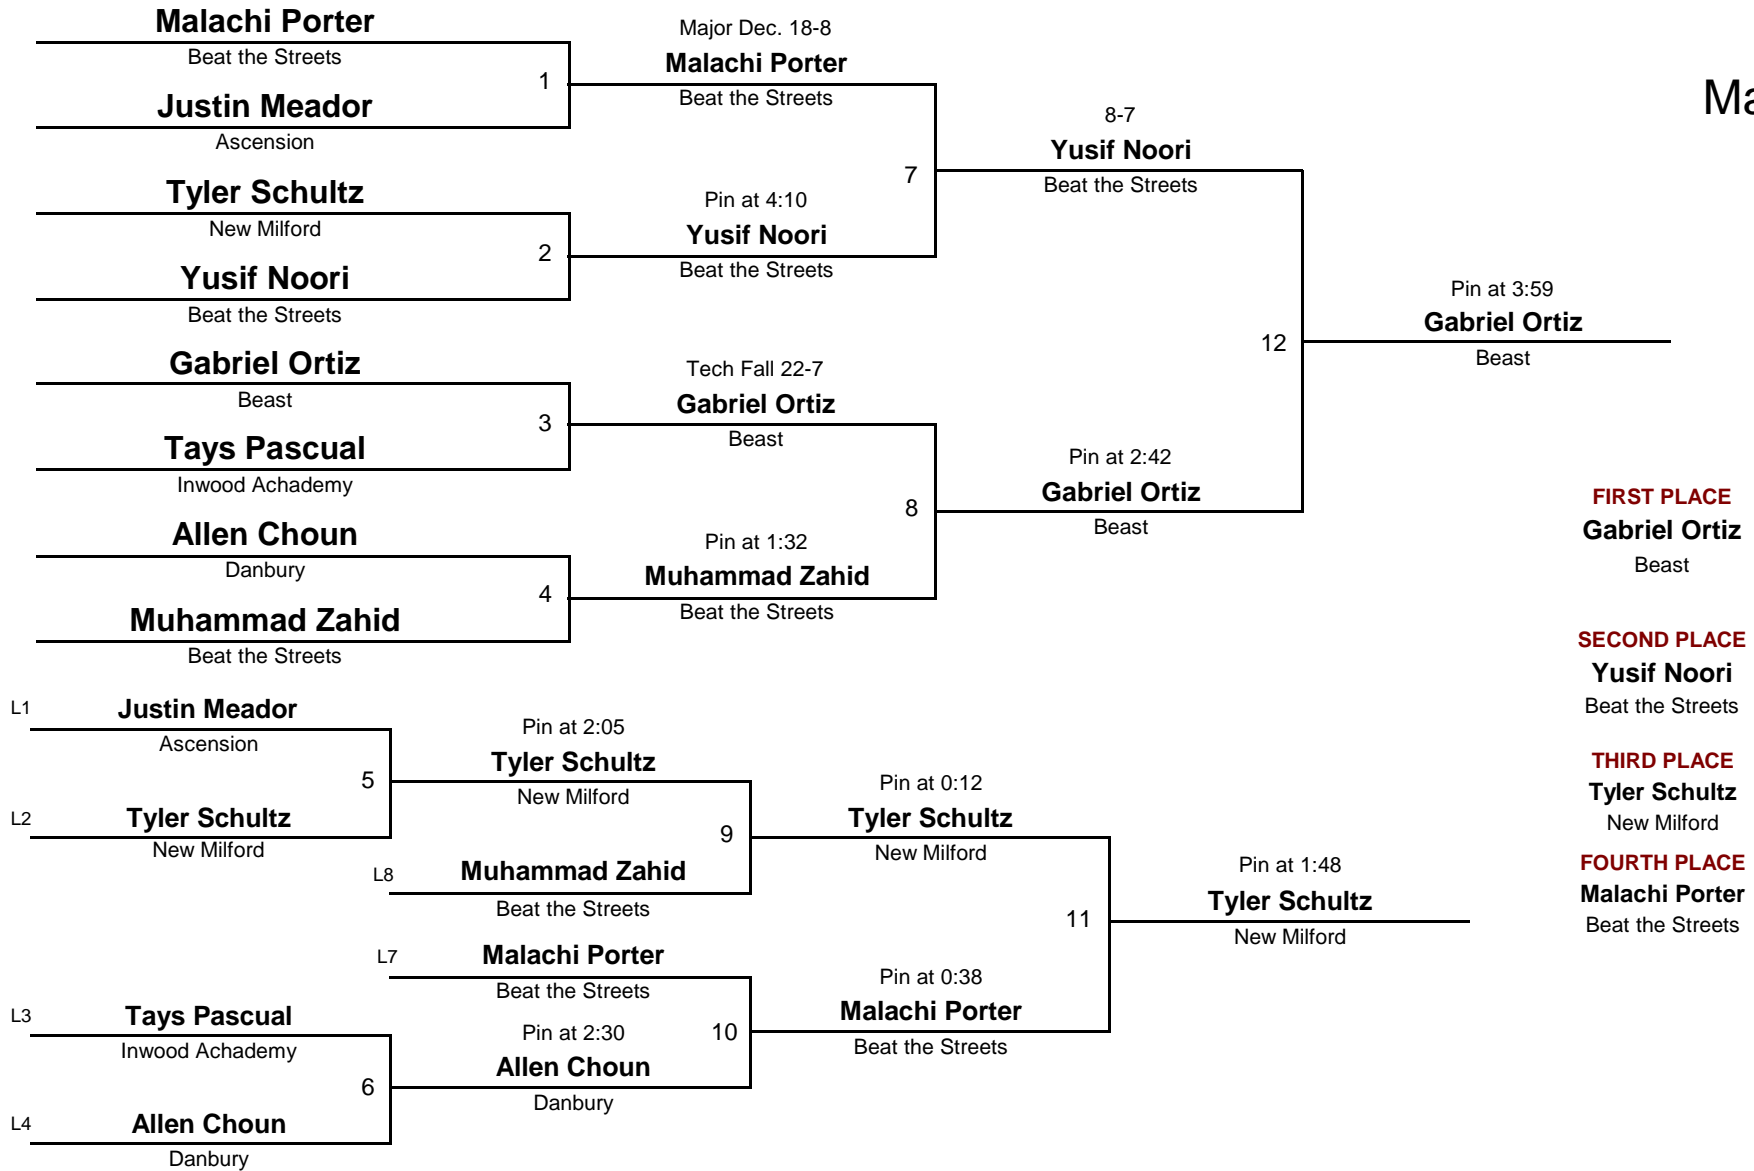 Malachi Porter
Beat the Streets
1
Justin Meador
Ascension
Tyler Schultz
New Milford
2
Yusif Noori
Beat the Streets
Gabriel Ortiz
Beast
3
Tays Pascual
Inwood Achademy
Allen Choun
Danbury
4
Muhammad Zahid
Beat the Streets
Major Dec. 18-8
Malachi Porter
Beat the Streets
7
Pin at 4:10
Yusif Noori
Beat the Streets
Tech Fall 22-7
Gabriel Ortiz
Beast
8
Pin at 1:32
Muhammad Zahid
Beat the Streets
8-7
Yusif Noori
Beat the Streets
12
Pin at 2:42
Gabriel Ortiz
Beast
Pin at 3:59
Gabriel Ortiz
Beast
Ma
FIRST PLACE
Gabriel Ortiz
Beast
SECOND PLACE
Yusif Noori
Beat the Streets
THIRD PLACE
Tyler Schultz
New Milford
FOURTH PLACE
Malachi Porter
Beat the Streets
L1
Justin Meador
Ascension
5
L2
Tyler Schultz
New Milford
Pin at 2:05
Tyler Schultz
New Milford
9
L8
Muhammad Zahid
Beat the Streets
L7
Malachi Porter
Beat the Streets
10
L3
Tays Pascual
Inwood Achademy
6
L4
Allen Choun
Danbury
Pin at 2:30
Allen Choun
Danbury
Pin at 0:12
Tyler Schultz
New Milford
11
Pin at 0:38
Malachi Porter
Beat the Streets
Pin at 1:48
Tyler Schultz
New Milford